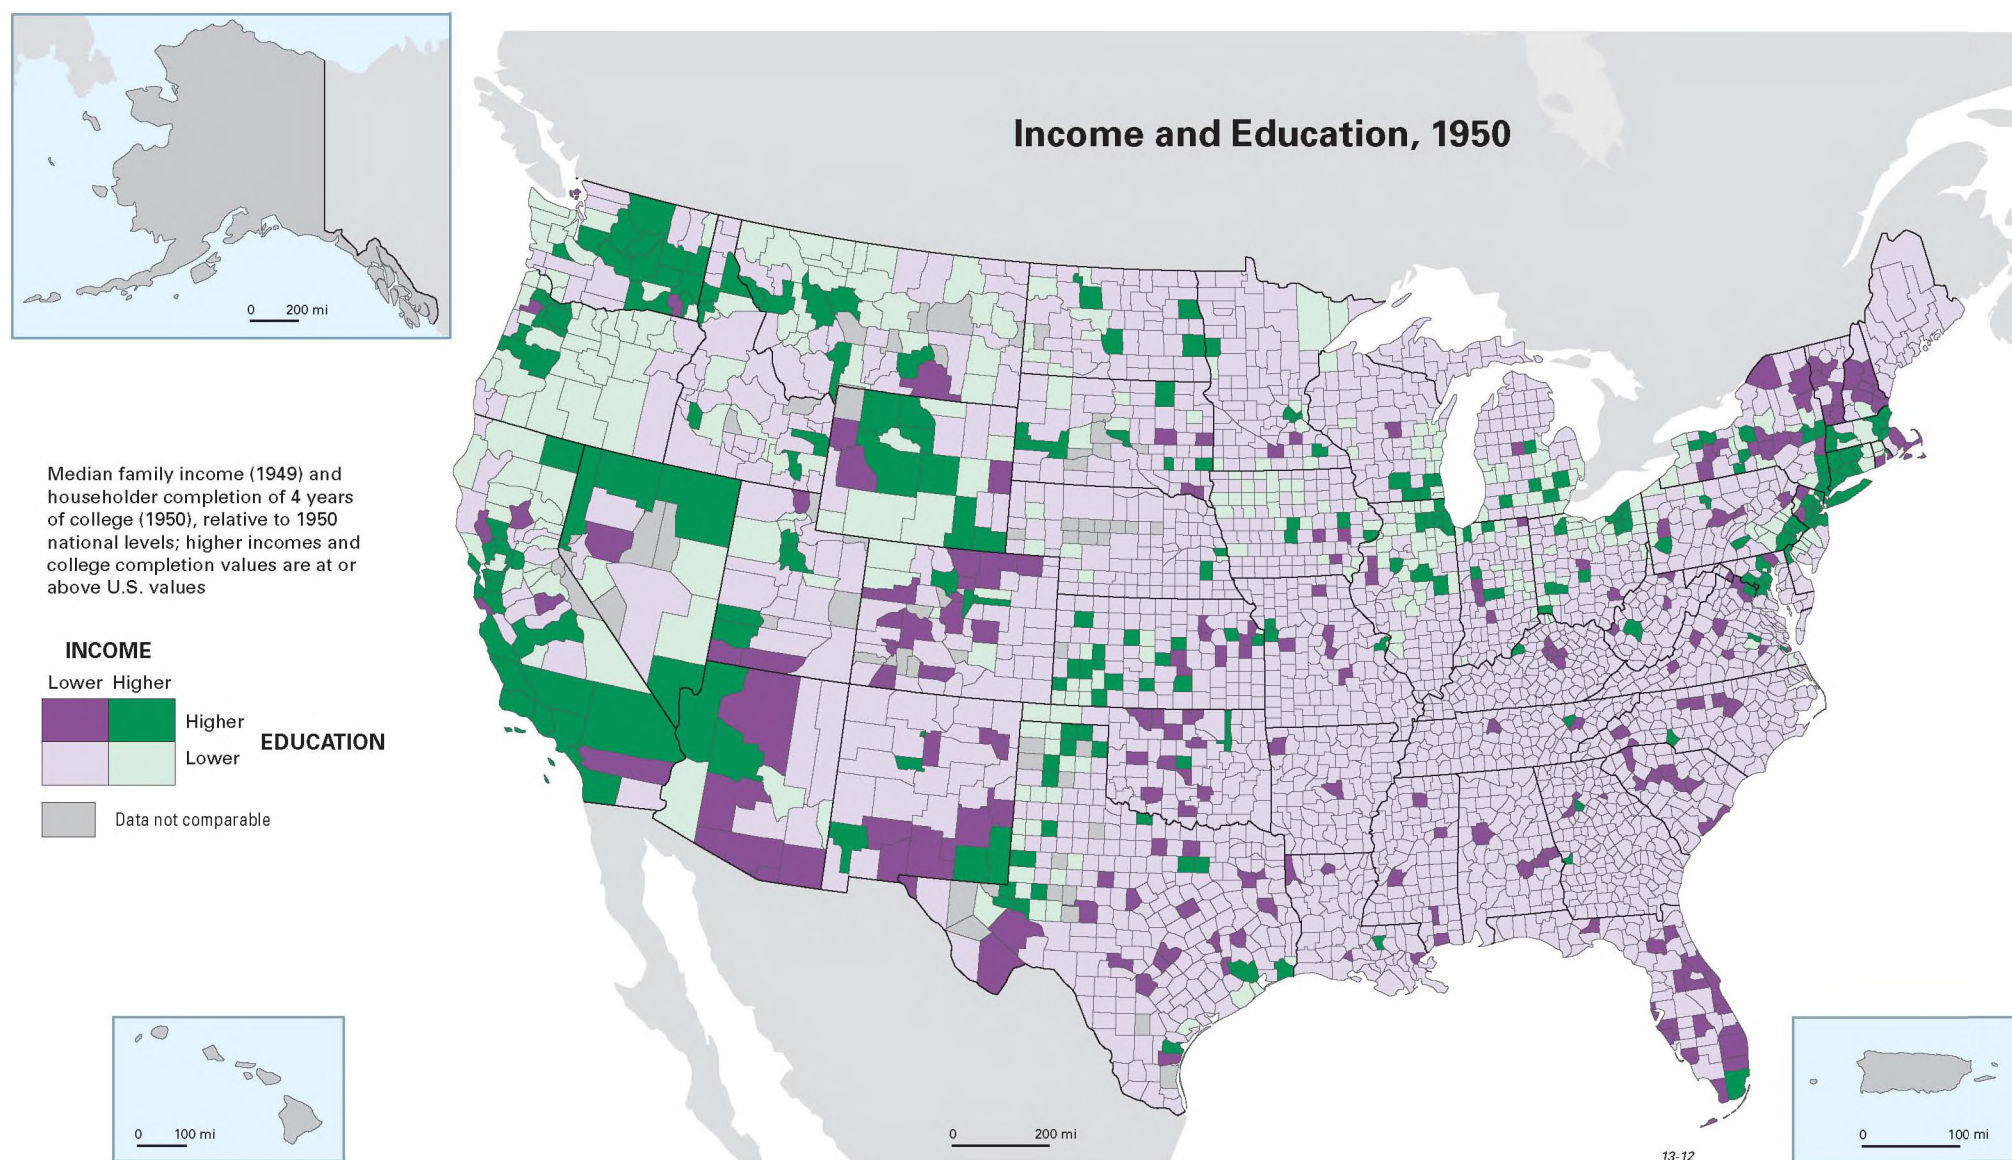 Income and Education, 1950
0 200 mi
Median family income (1949) and
householder completion of 4 years
of college (1950), relative to 1950
national levels; higher incomes and
college completion values are at or
above U.S. values
INCOME
Lower Higher
Higher
EDUCATION
Lower
Data not comparable
0 100 mi
0 200 mi
0 100 mi
13-12